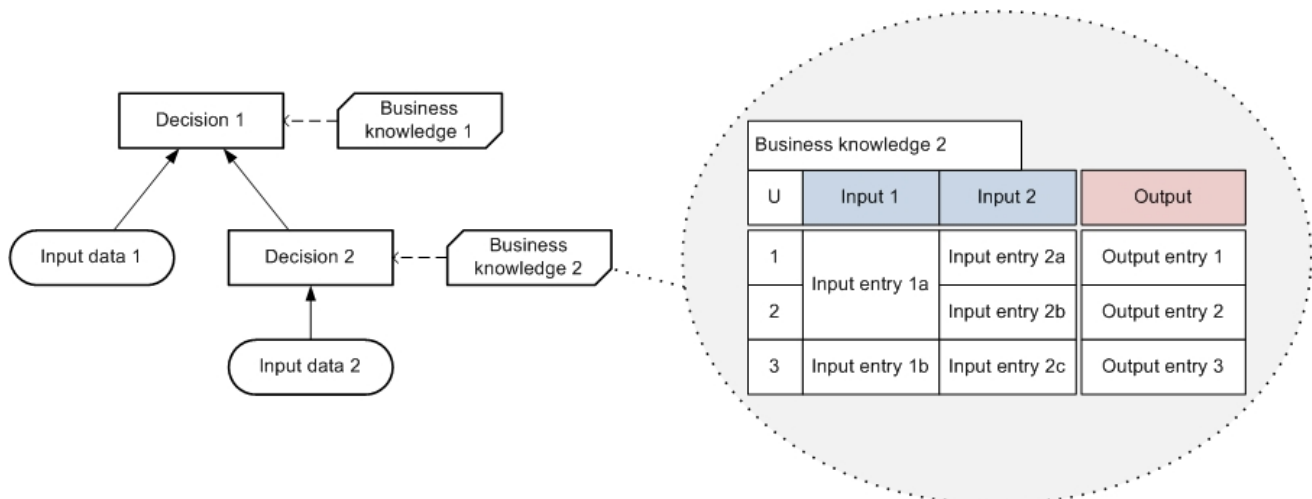 Decision 1
Business
knowledge 1
Input data 1
Decision 2
Business
knowledge 2
Input data 2
Business knowledge 2
U Input 1 Input 2 Output
1 Input entry 1a Input entry 2a Output entry 1
2 Input entry 2b Output entry 2
3 Input entry 1b Input entry 2c Output entry 3